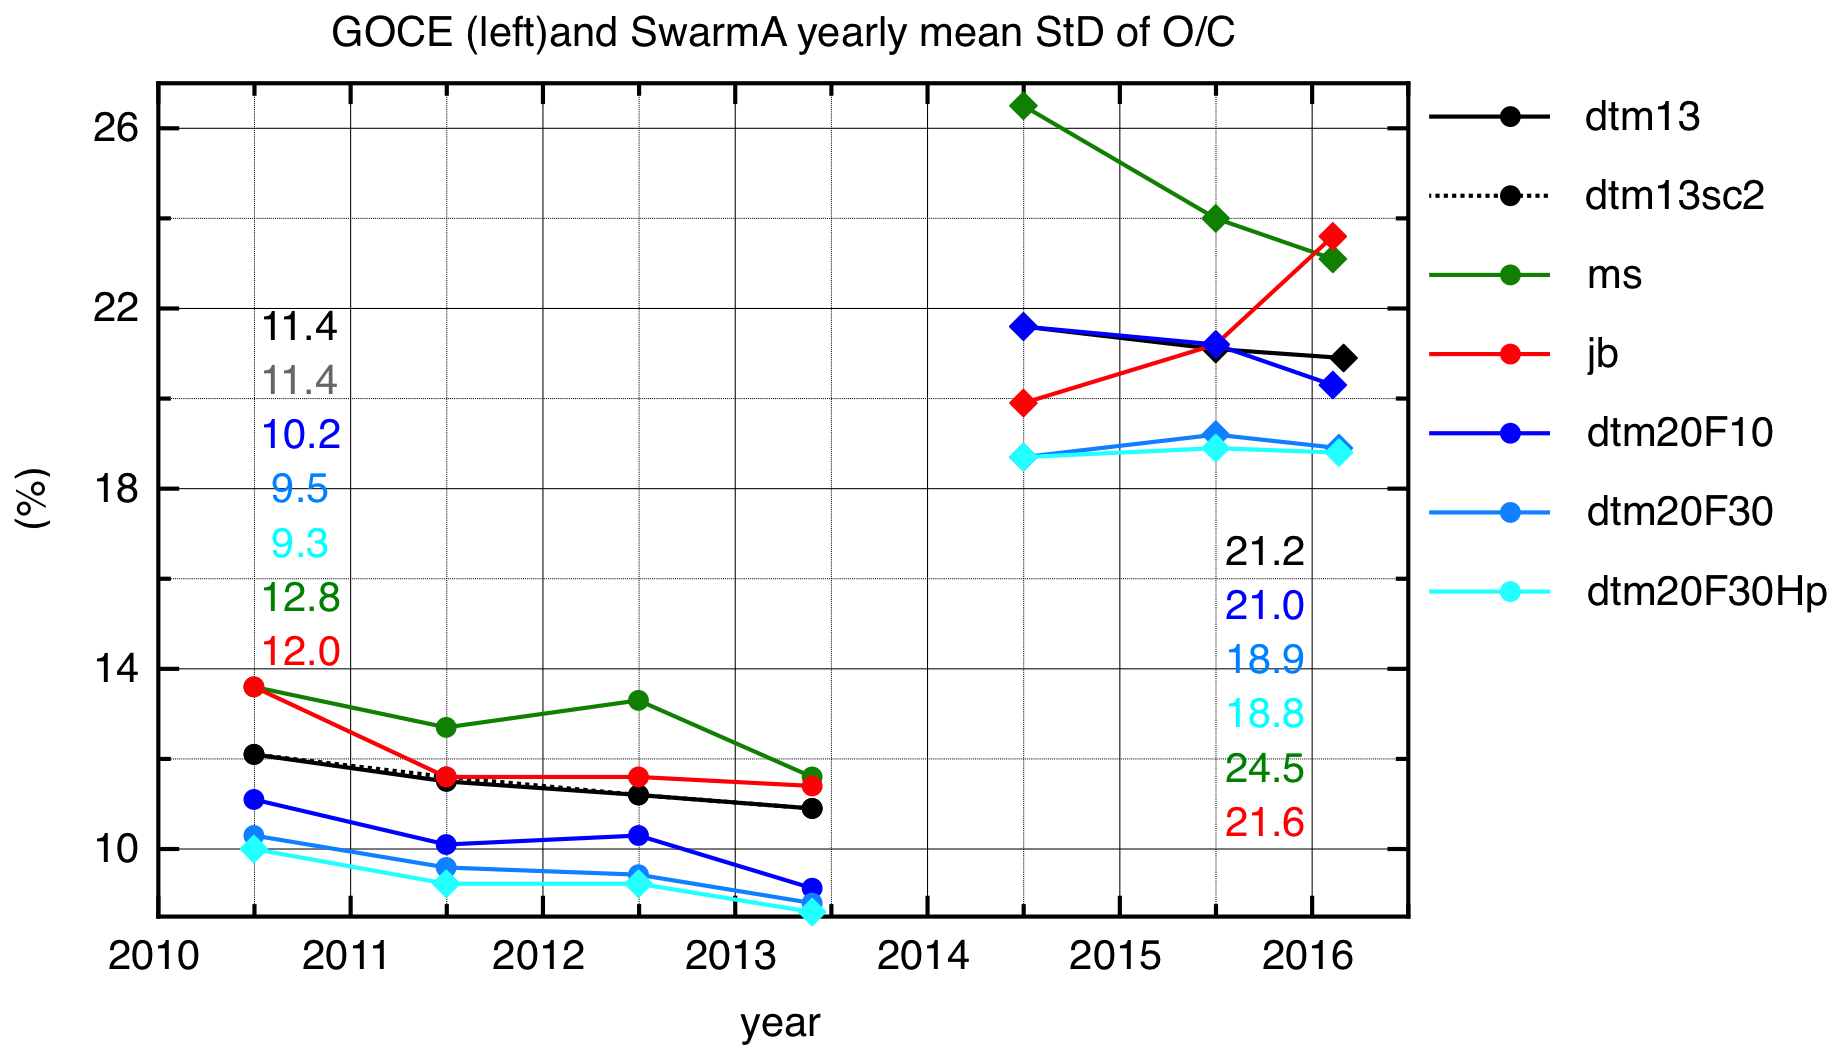 GOCE (left)and SwarmA yearly mean StD of O/C
26
22
18
14
10
(%)
11.4
11.4
10.2
9.5
9.3
12.8
12.0
21.2
21.0
18.9
18.8
24.5
21.6
2010 2011 2012 2013 2014 2015 2016
year
dtm13
dtm13sc2
ms
jb
dtm20F10
dtm20F30
dtm20F30Hp